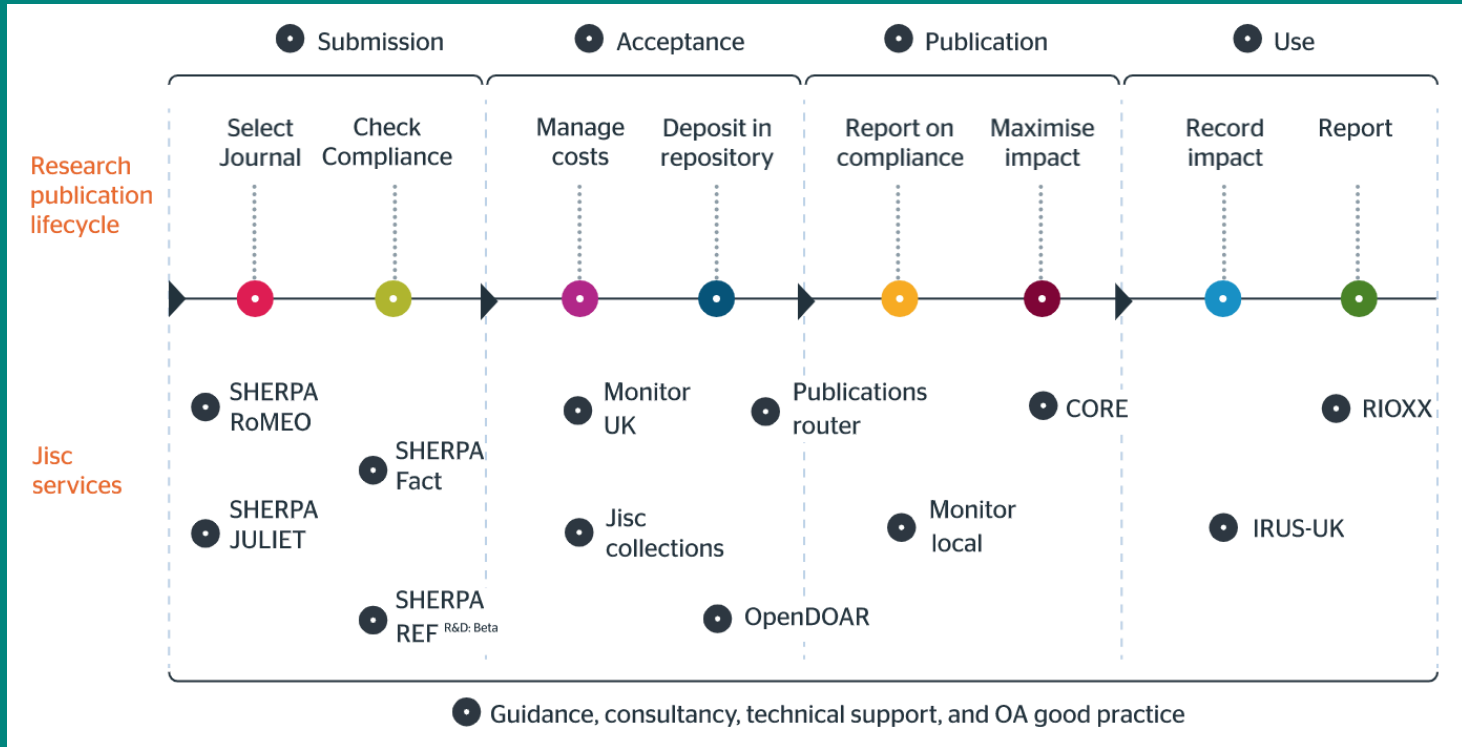 Submission
Acceptance
Publication
Use
Research
publication
lifecycle
Select
Journal
Check
Compliance
Manage
costs
Deposit in
repository
Report on
compliance
Maximise
impact
Record
impact
Report
Jisc
services
SHERPA
RoMEO
SHERPA
JULIET
SHERPA
Fact
SHERPA
REF R&D: Beta
Monitor
UK
Jisc
collections
Publications
router
OpenDOAR
Monitor
local
CORE
IRUS-UK
RIOXX
Guidance, consultancy, technical support, and OA good practice